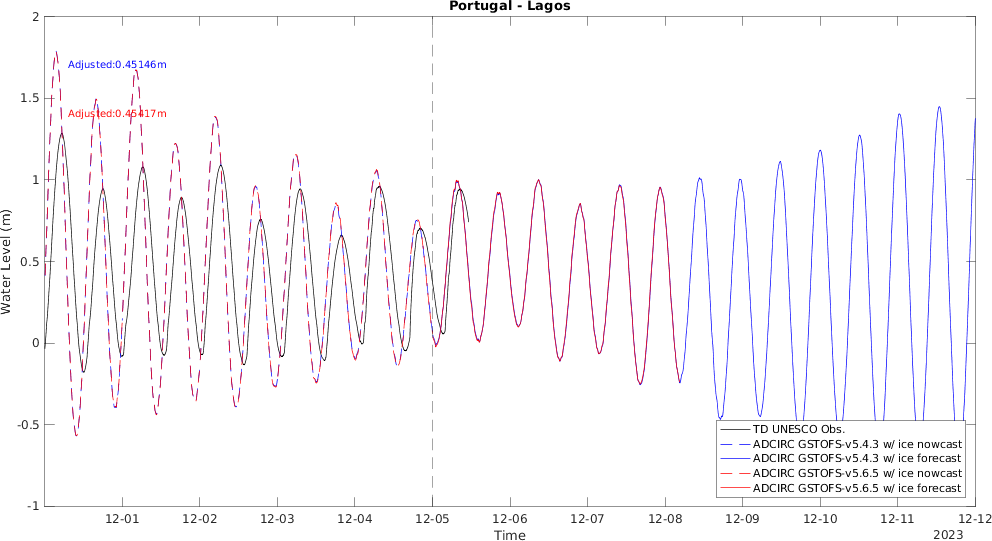 Portugal - Lagos
2
Adjusted:0.45146m
1.5
Adjusted:0.45417m
1
Water Level (m)
0.5
0
-0.5
-1
TD UNESCO Obs.
ADCIRC GSTOFS-v5.4.3 w/ ice nowcast
ADCIRC GSTOFS-v5.4.3 w/ ice forecast
ADCIRC GSTOFS-v5.6.5 w/ ice nowcast
ADCIRC GSTOFS-v5.6.5 w/ ice forecast
12-01 12-02 12-03 12-04 12-05 12-06 12-07 12-08 12-09 12-10 12-11 12-12
Time
2023